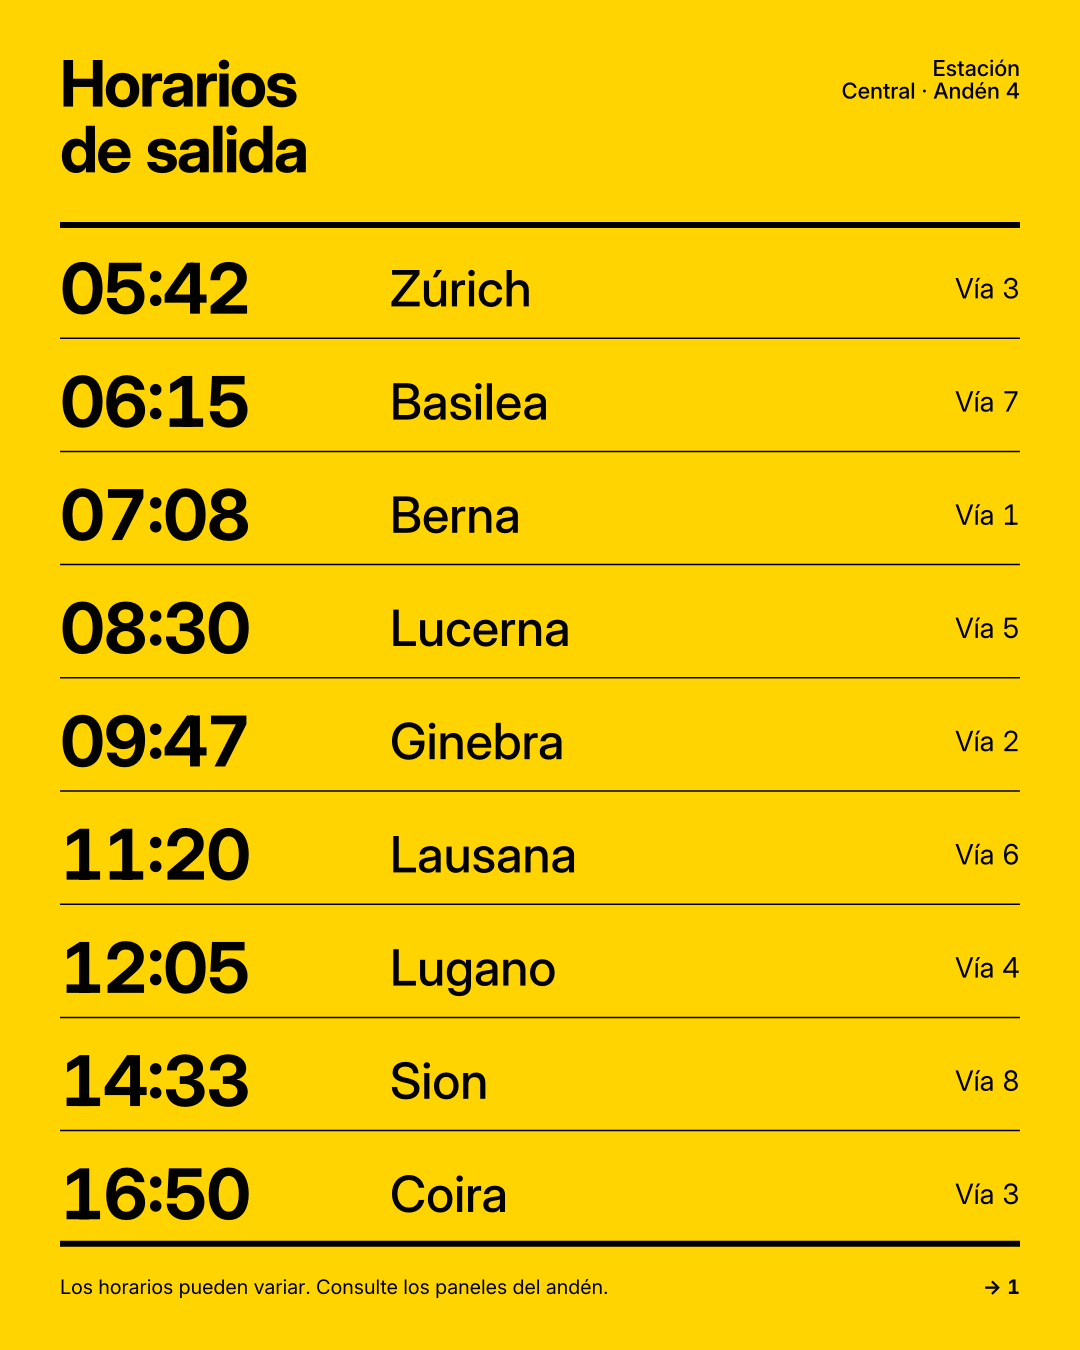 Horarios
de salida
Estación
Central · Andén 4
05:42 Zúrich Vía 3
06:15 Basilea Vía 7
07:08 Berna Vía 1
08:30 Lucerna Vía 5
09:47 Ginebra Vía 2
11:20 Lausana Vía 6
12:05 Lugano Vía 4
14:33 Sion Vía 8
16:50 Coira Vía 3
Los horarios pueden variar. Consulte los paneles del andén. → 1